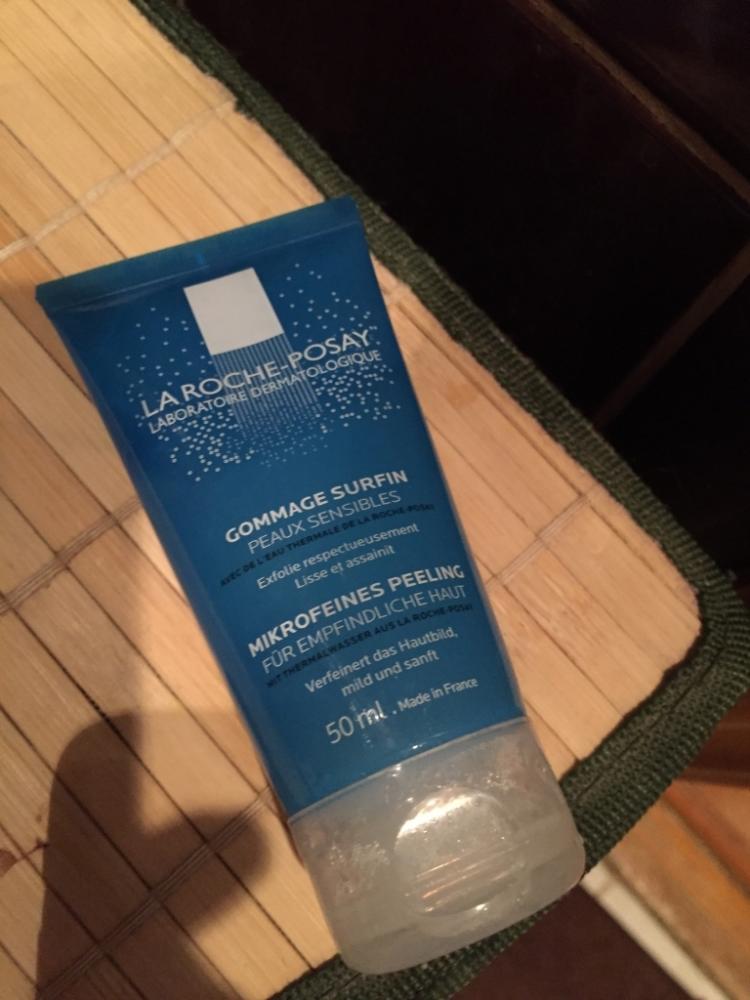 LA ROCHE-POSAY
LABORATOIRE DERMATOLOGIQUE
GOMMAGE SURFIN
PEAUX SENSIBLES
AVEC DE L'EAU THERMALE DE LA ROCHE-POSAY
Exfolie respectueusement
Lisse et assainit
MIKROFEINES PEELING
FÜR EMPFINDLICHE HAUT
MIT THERMALWASSER AUS LA ROCHE-POSAY
Verfeinert das Hautbild,
mild und sanft
50 ml . Made in France